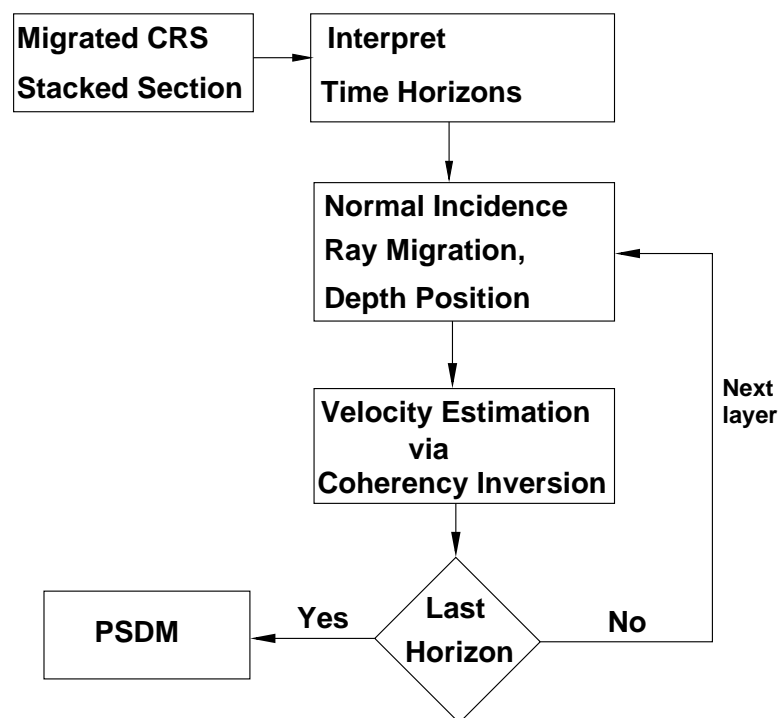 Migrated CRS
Stacked Section
Interpret
Time Horizons
Normal Incidence
Ray Migration,
Depth Position
Velocity Estimation
via
Coherency Inversion
Next
layer
Last
Horizon
Yes
No
PSDM